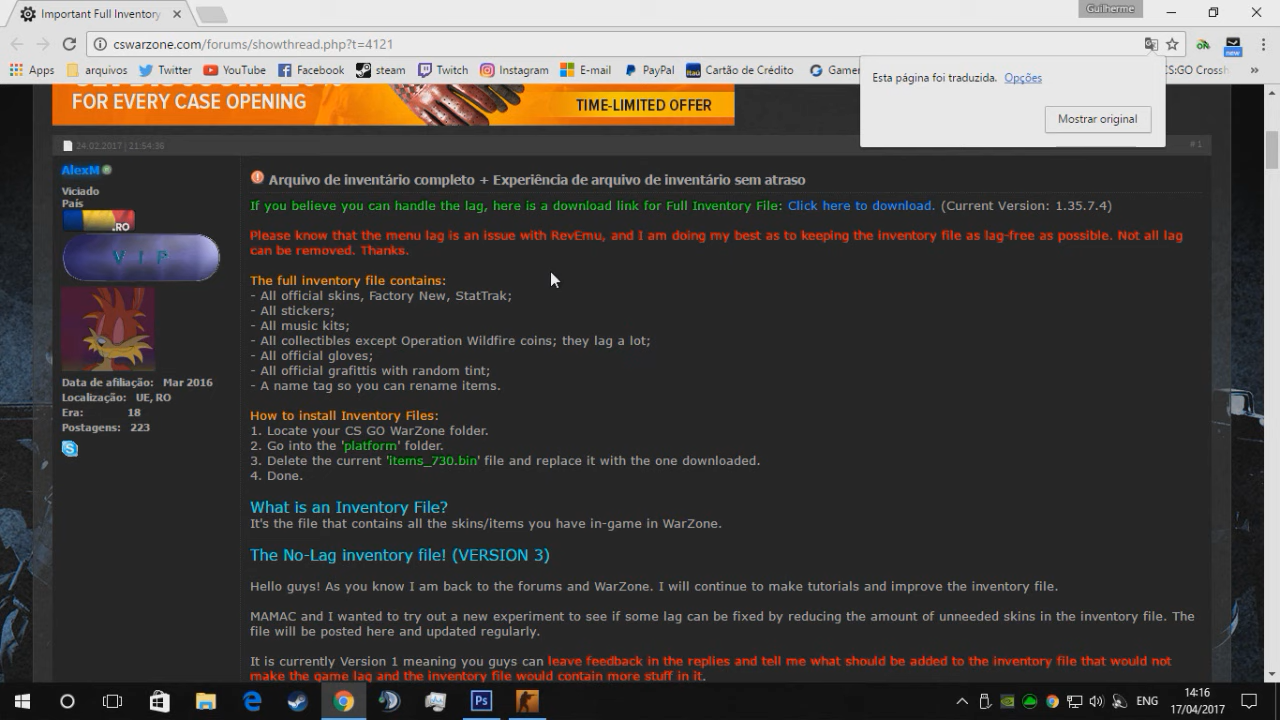 Important Full Inventory
Guilherme
cswarzone.com/forums/showthread.php?t=4121
Apps
arquivos
Twitter
YouTube
Facebook
steam
Twitch
Instagram
E-mail
PayPal
Cartão de Crédito
new
Esta página foi traduzida. Opções
Mostrar original
FOR EVERY CASE OPENING
TIME-LIMITED OFFER
24.02.2017 | 21:54:36
#1
AlexM
Viciado
País
.RO
VIP
Data de afiliação: Mar 2016
Localização: UE, RO
Era: 18
Postagens: 223
Arquivo de inventário completo + Experiência de arquivo de inventário sem atraso
If you believe you can handle the lag, here is a download link for Full Inventory File: Click here to download. (Current Version: 1.35.7.4)
Please know that the menu lag is an issue with RevEmu, and I am doing my best as to keeping the inventory file as lag-free as possible. Not all lag
can be removed. Thanks.
The full inventory file contains:
- All official skins, Factory New, StatTrak;
- All stickers;
- All music kits;
- All collectibles except Operation Wildfire coins; they lag a lot;
- All official gloves;
- All official grafittis with random tint;
- A name tag so you can rename items.
How to install Inventory Files:
1. Locate your CS GO WarZone folder.
2. Go into the 'platform' folder.
3. Delete the current 'items_730.bin' file and replace it with the one downloaded.
4. Done.
What is an Inventory File?
It's the file that contains all the skins/items you have in-game in WarZone.
The No-Lag inventory file! (VERSION 3)
Hello guys! As you know I am back to the forums and WarZone. I will continue to make tutorials and improve the inventory file.
MAMAC and I wanted to try out a new experiment to see if some lag can be fixed by reducing the amount of unneeded skins in the inventory file. The
file will be posted here and updated regularly.
It is currently Version 1 meaning you guys can leave feedback in the replies and tell me what should be added to the inventory file that would not
make the game lag and the inventory file would contain more stuff in it.
ENG
14:16
17/04/2017